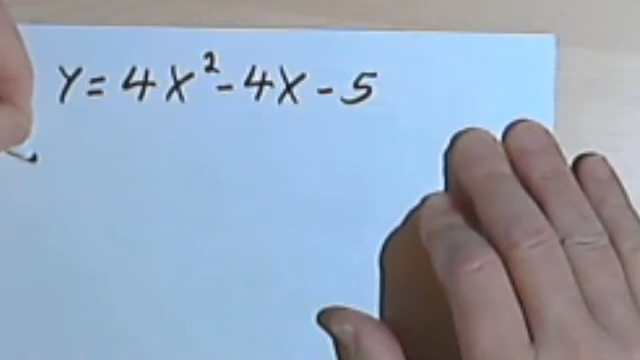 Y = 4X² - 4X - 5